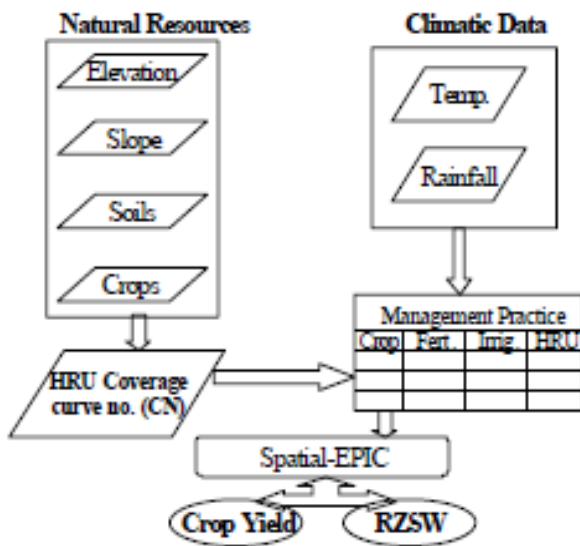 Natural Resources
Elevation
Slope
Soils
Crops
HRU Coverage
curve no. (CN)
Climatic Data
Temp.
Rainfall
Management Practice
Crop Fert. Irrig. HRU
Spatial-EPIC
Crop Yield
RZSW